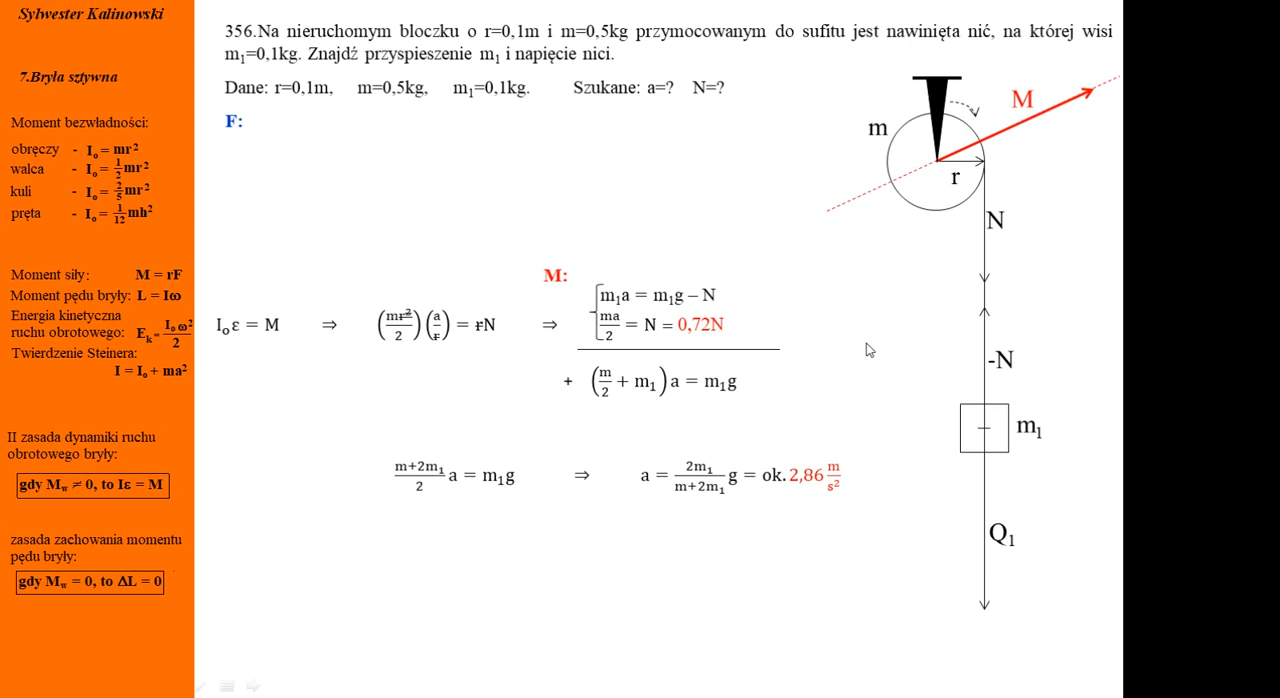 Sylwester Kalinowski
7.Bryła sztywna
Moment bezwładności:
obręczy - I₀ = mr²
walca - I₀ = 1/2 mr²
kuli - I₀ = 2/5 mr²
pręta - I₀ = 1/12 mh²
Moment siły: M = rF
Moment pędu bryły: L = Iω
Energia kinetyczna
ruchu obrotowego: Eₖ = I₀ω²/2
Twierdzenie Steinera:
I = I₀ + ma²
II zasada dynamiki ruchu
obrotowego bryły:
gdy M_w ≠ 0, to Iε = M
zasada zachowania momentu
pędu bryły:
gdy M_w = 0, to ΔL = 0
356.Na nieruchomym bloczku o r=0,1m i m=0,5kg przymocowanym do sufitu jest nawinięta nić, na której wisi
m₁=0,1kg. Znajdź przyspieszenie m₁ i napięcie nici.
Dane: r=0,1m, m=0,5kg, m₁=0,1kg. Szukane: a=? N=?
F:
M:
I₀ε = M ⇒ (mr²/2)(a/r) = rN ⇒
m₁a = m₁g – N
ma/2 = N = 0,72N
+ (m/2 + m₁)a = m₁g
m+2m₁/2 a = m₁g ⇒ a = 2m₁/m+2m₁ g = ok. 2,86 m/s²
M
m
r
N
-N
m₁
Q₁